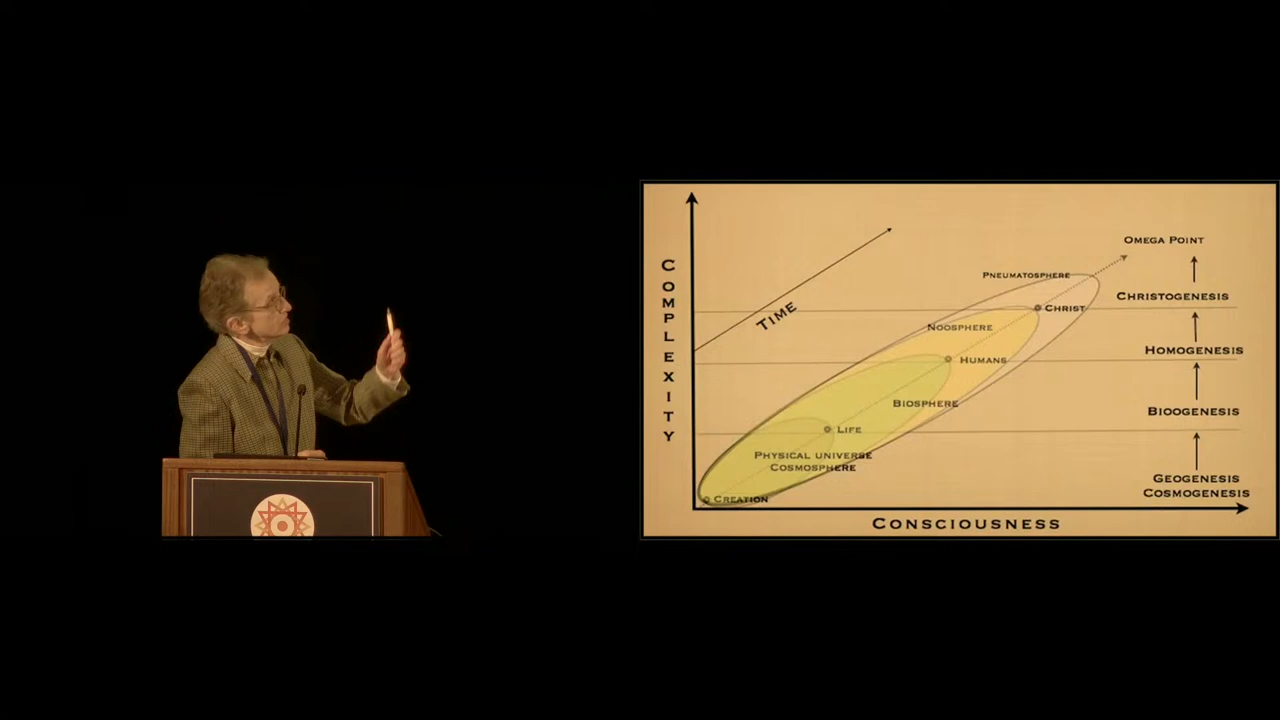 COMPLEXITY
TIME
OMEGA POINT
PNEUMATOSPHERE
CHRISTOGENESIS
CHRIST
NOOSPHERE
HOMOGENESIS
HUMANS
BIOSPHERE
BIOOGENESIS
LIFE
PHYSICAL UNIVERSE
COSMOSPHERE
GEOGENESIS
COSMOGENESIS
CREATION
CONSCIOUSNESS